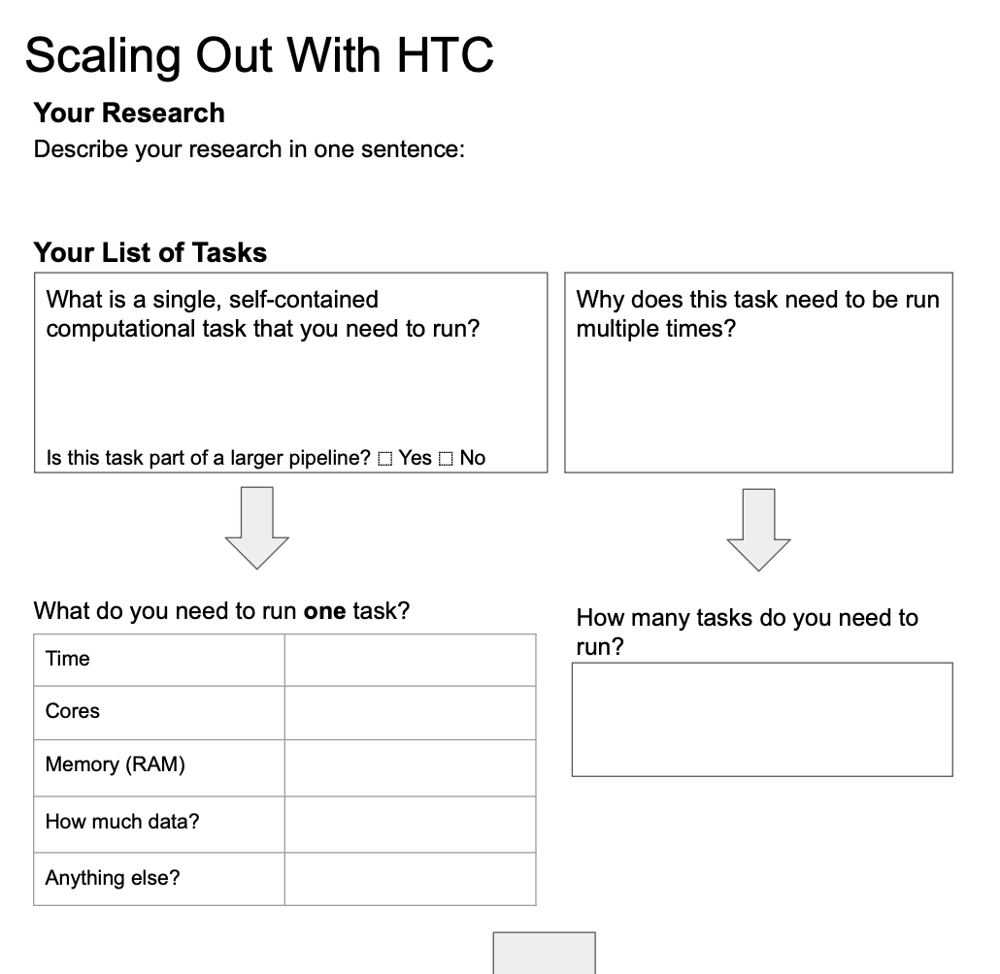 Scaling Out With HTC
Your Research
Describe your research in one sentence:
Your List of Tasks
What is a single, self-contained
computational task that you need to run?
Is this task part of a larger pipeline? ☐ Yes ☐ No
Why does this task need to be run
multiple times?
What do you need to run one task?
Time
Cores
Memory (RAM)
How much data?
Anything else?
How many tasks do you need to
run?